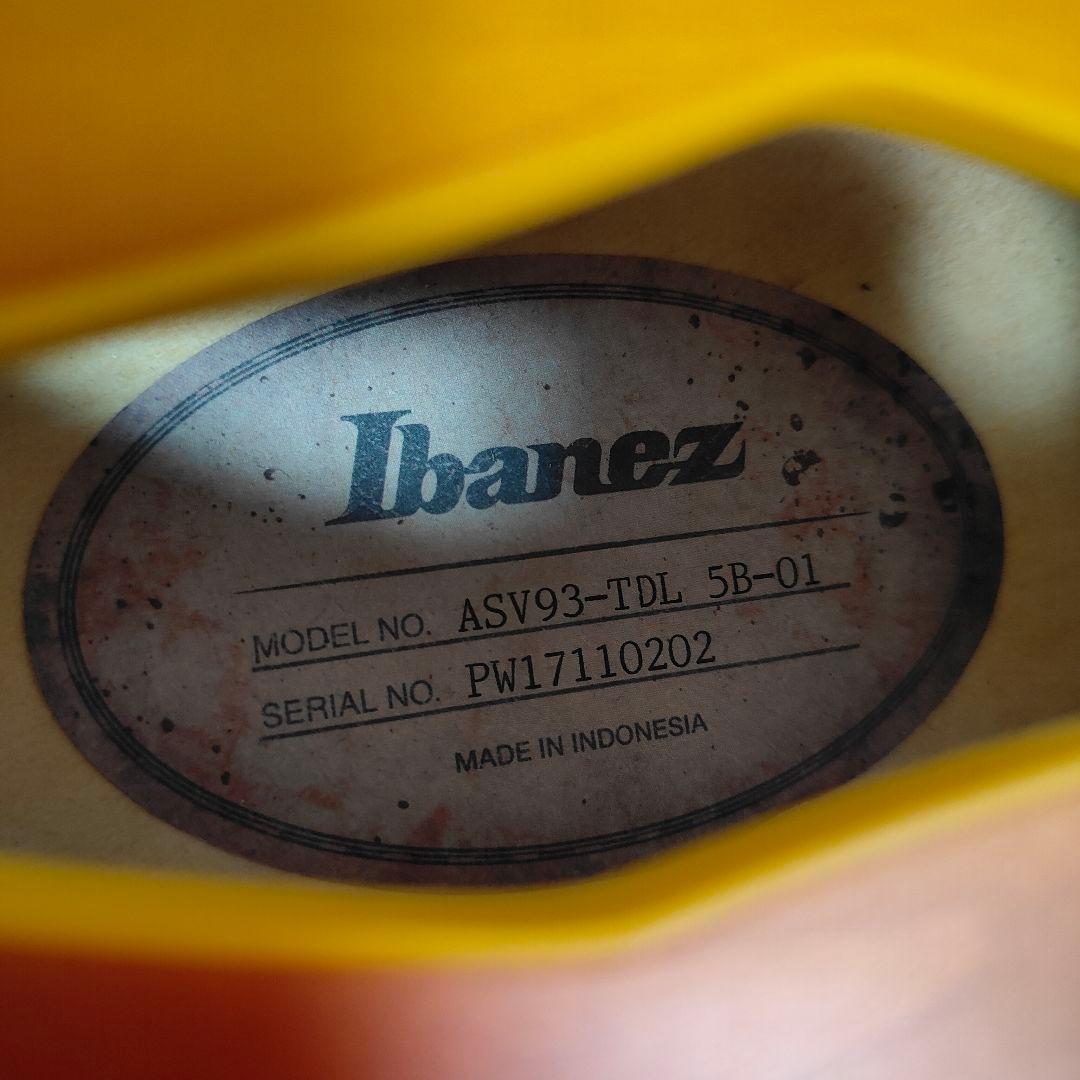 Ibanez
MODEL NO. ASV93-TDL 5B-01
SERIAL NO. PW17110202
MADE IN INDONESIA